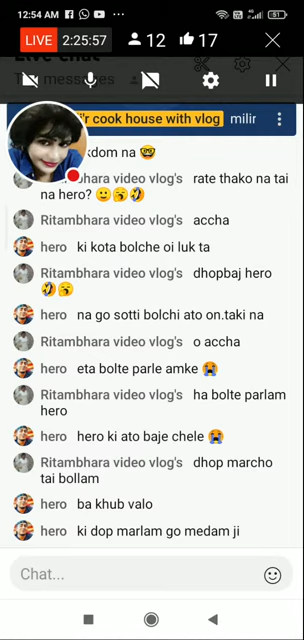 12:54 AM
51
LIVE 2:25:57 12 17
'r cook house with vlog milir
kdom na 🤓
Ritambhara video vlog's rate thako na tai
na hero? 🙂🥱🤣
Ritambhara video vlog's accha
hero ki kota bolche oi luk ta
Ritambhara video vlog's dhopbaj hero
🤣🥱
hero na go sotti bolchi ato on.taki na
Ritambhara video vlog's o accha
hero eta bolte parle amke 😭
Ritambhara video vlog's ha bolte parlam
hero
hero hero ki ato baje chele 😭
Ritambhara video vlog's dhop marcho
tai bollam
hero ba khub valo
hero ki dop marlam go medam ji
Chat...